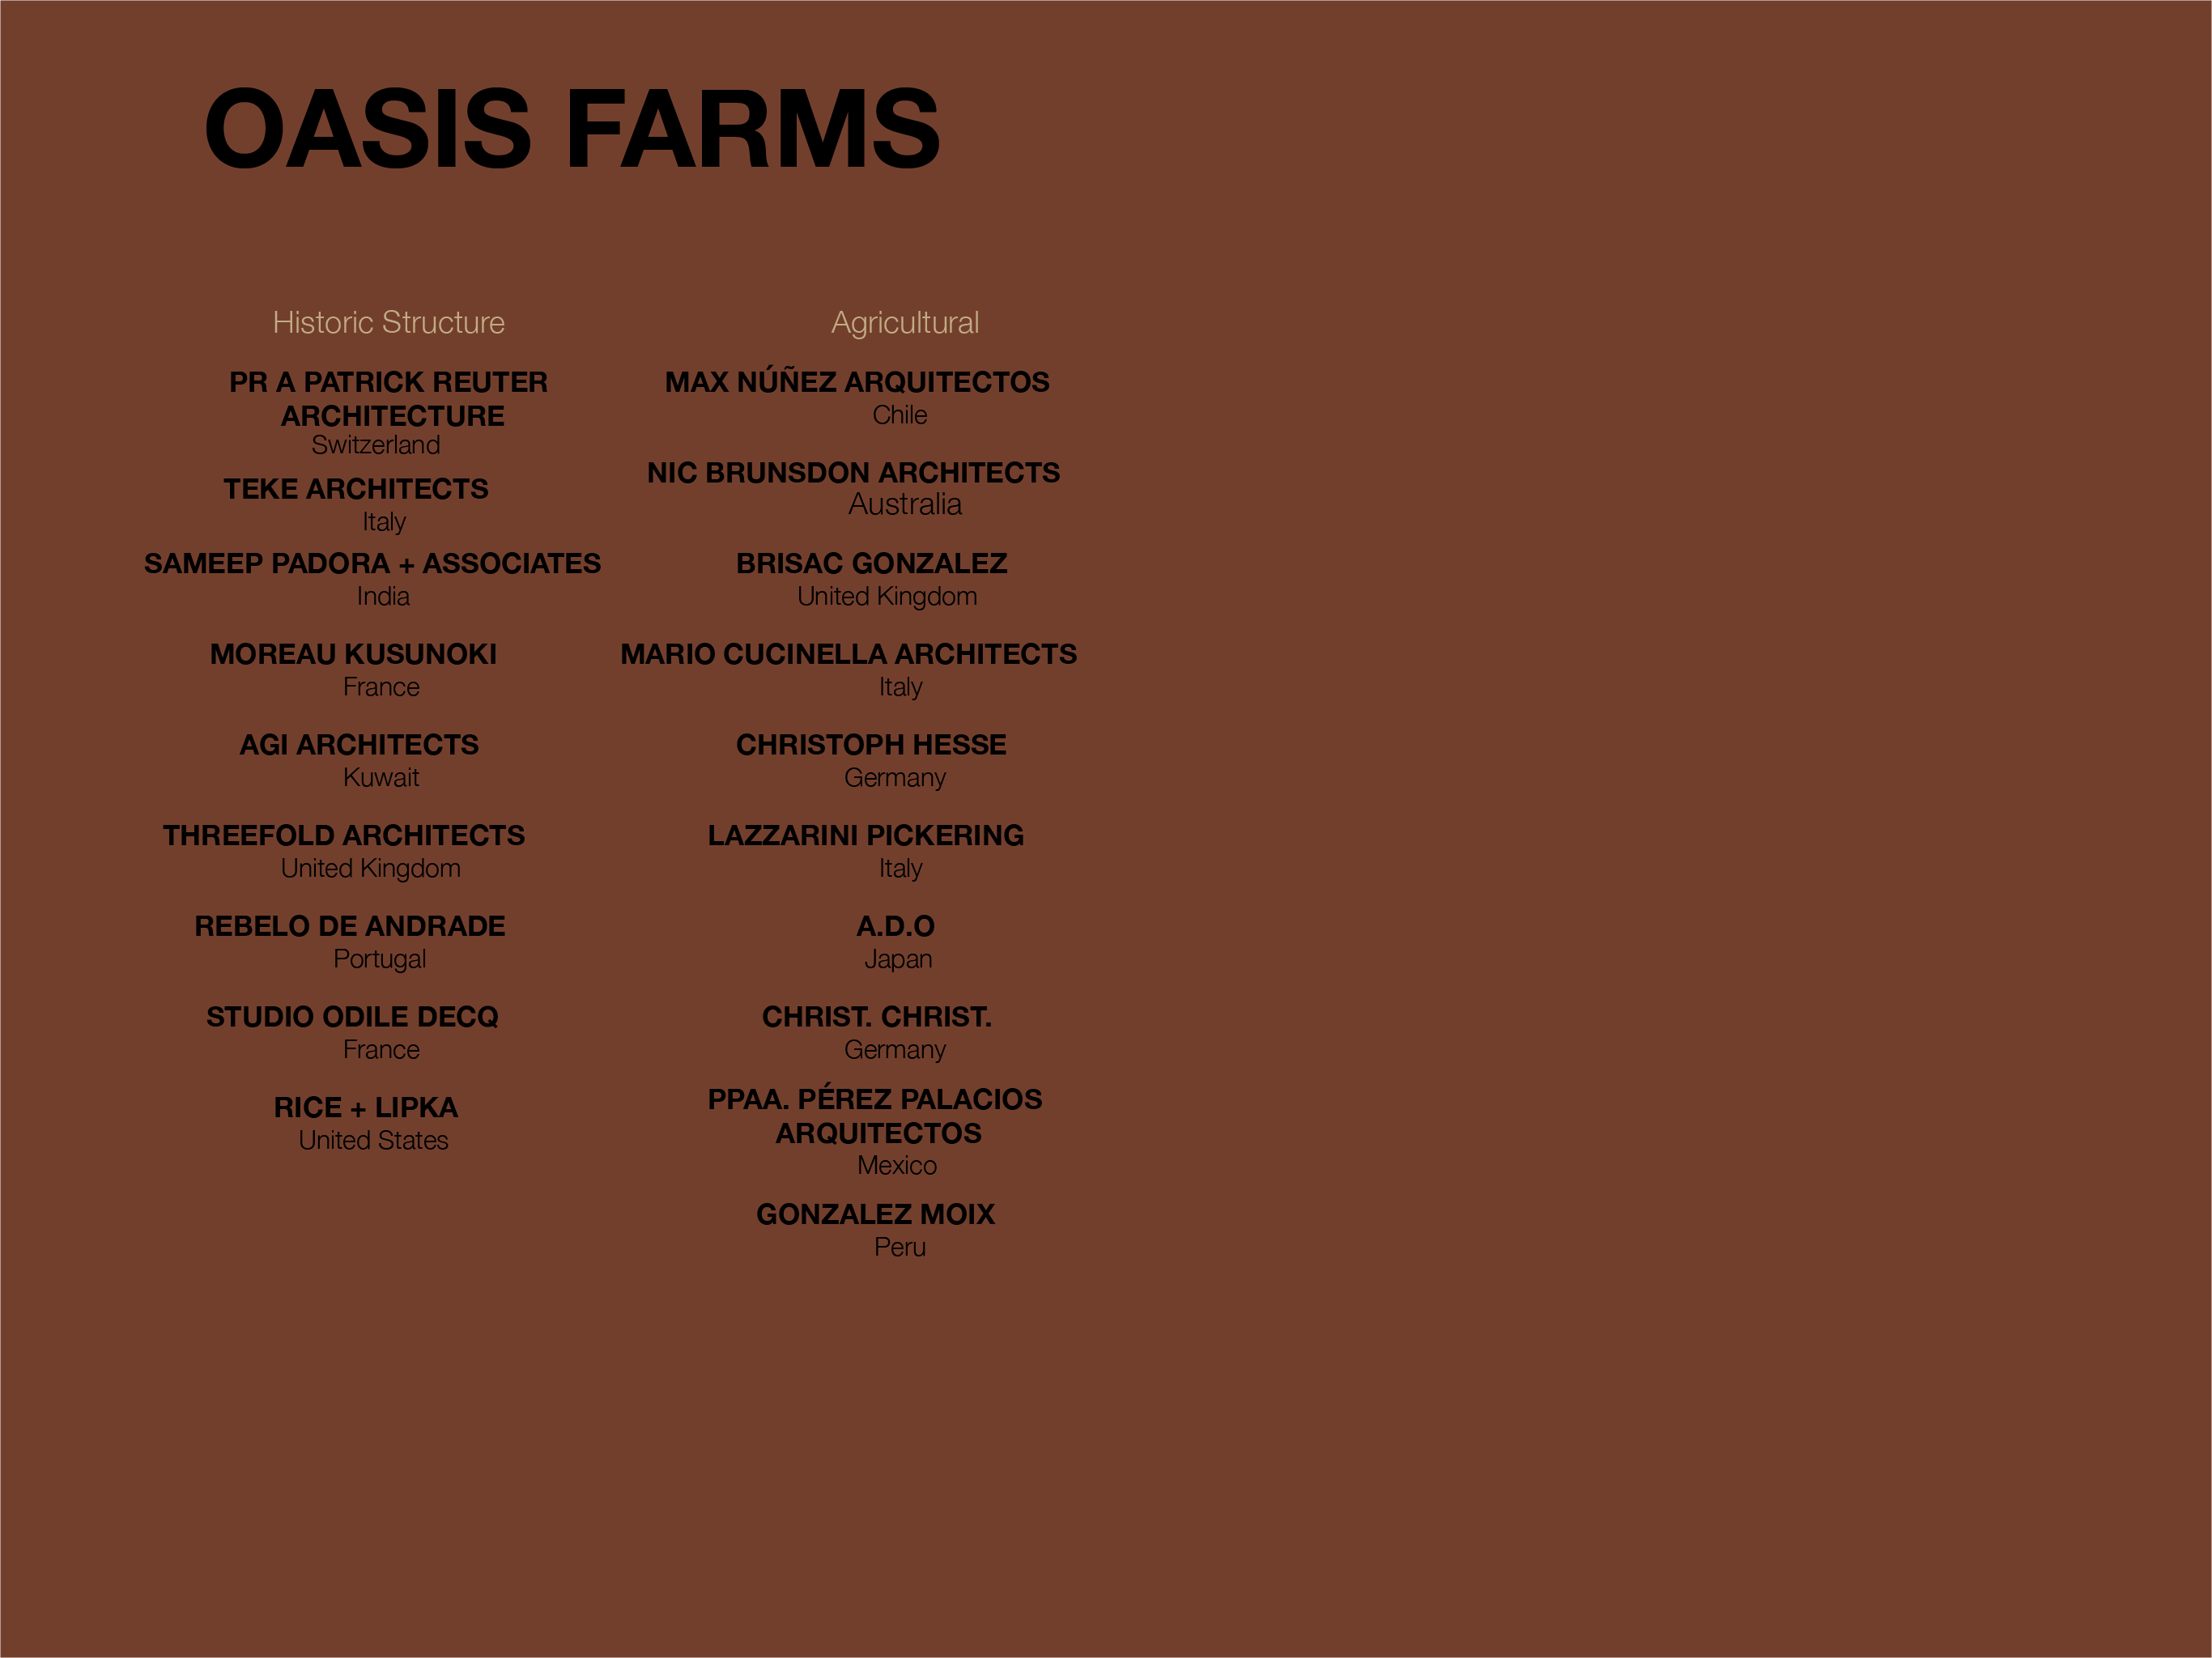 OASIS FARMS
Historic Structure
PR A PATRICK REUTER
ARCHITECTURE
Switzerland
TEKE ARCHITECTS
Italy
SAMEEP PADORA + ASSOCIATES
India
MOREAU KUSUNOKI
France
AGI ARCHITECTS
Kuwait
THREEFOLD ARCHITECTS
United Kingdom
REBELO DE ANDRADE
Portugal
STUDIO ODILE DECQ
France
RICE + LIPKA
United States
Agricultural
MAX NÚÑEZ ARQUITECTOS
Chile
NIC BRUNSDON ARCHITECTS
Australia
BRISAC GONZALEZ
United Kingdom
MARIO CUCINELLA ARCHITECTS
Italy
CHRISTOPH HESSE
Germany
LAZZARINI PICKERING
Italy
A.D.O
Japan
CHRIST. CHRIST.
Germany
PPAA. PÉREZ PALACIOS
ARQUITECTOS
Mexico
GONZALEZ MOIX
Peru